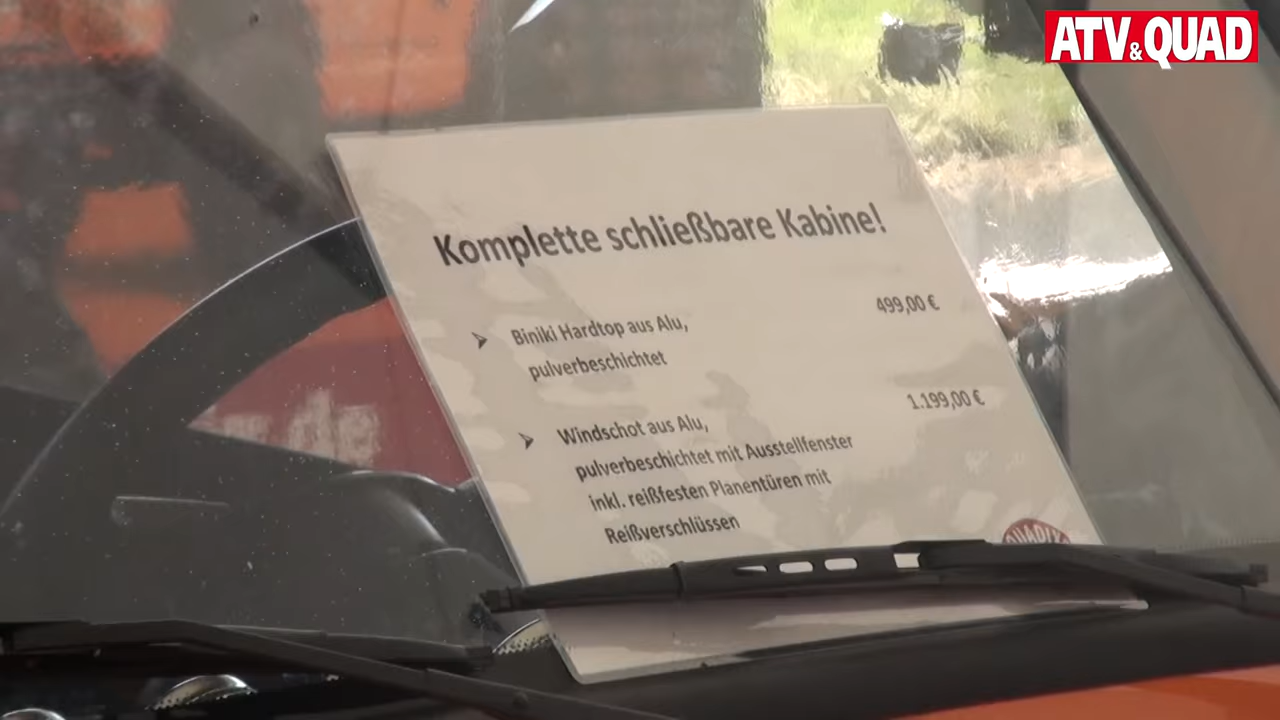 ATV&QUAD
Komplette schließbare Kabine!
Biniki Hardtop aus Alu, 499,00 €
pulverbeschichtet
Windschot aus Alu, 1.199,00 €
pulverbeschichtet mit Ausstellfenster
inkl. reißfesten Planentüren mit
Reißverschlüssen